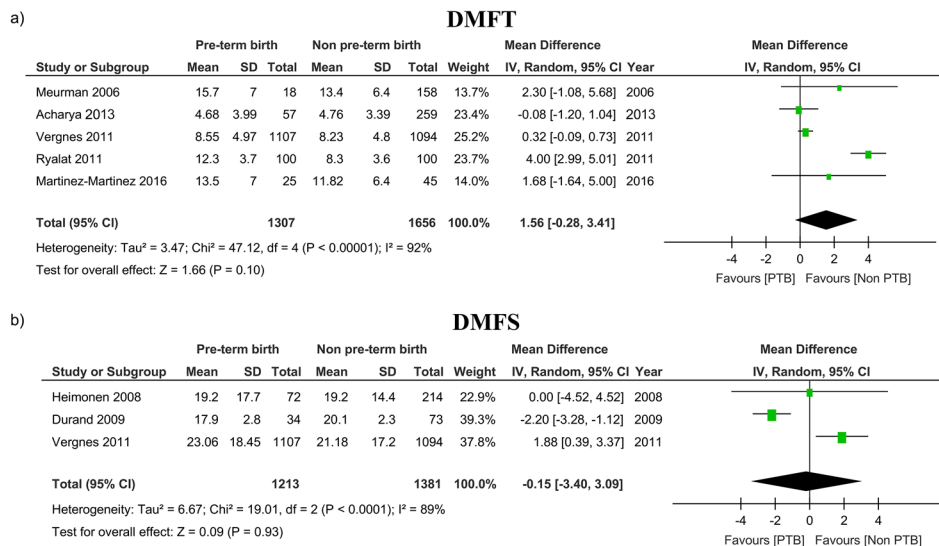 a)
DMFT
Pre-term birth Non pre-term birth Mean Difference Mean Difference
Study or Subgroup Mean SD Total Mean SD Total Weight IV, Random, 95% CI Year IV, Random, 95% CI
Meurman 2006 15.7 7 18 13.4 6.4 158 13.7% 2.30 [-1.08, 5.68] 2006
Acharya 2013 4.68 3.99 57 4.76 3.39 259 23.4% -0.08 [-1.20, 1.04] 2013
Vergnes 2011 8.55 4.97 1107 8.23 4.8 1094 25.2% 0.32 [-0.09, 0.73] 2011
Ryalat 2011 12.3 3.7 100 8.3 3.6 100 23.7% 4.00 [2.99, 5.01] 2011
Martinez-Martinez 2016 13.5 7 25 11.82 6.4 45 14.0% 1.68 [-1.64, 5.00] 2016
Total (95% CI) 1307 1656 100.0% 1.56 [-0.28, 3.41]
Heterogeneity: Tau² = 3.47; Chi² = 47.12, df = 4 (P < 0.00001); I² = 92%
Test for overall effect: Z = 1.66 (P = 0.10)
-4 -2 0 2 4
Favours [PTB] Favours [Non PTB]
b)
DMFS
Pre-term birth Non pre-term birth Mean Difference Mean Difference
Study or Subgroup Mean SD Total Mean SD Total Weight IV, Random, 95% CI Year IV, Random, 95% CI
Heimonen 2008 19.2 17.7 72 19.2 14.4 214 22.9% 0.00 [-4.52, 4.52] 2008
Durand 2009 17.9 2.8 34 20.1 2.3 73 39.3% -2.20 [-3.28, -1.12] 2009
Vergnes 2011 23.06 18.45 1107 21.18 17.2 1094 37.8% 1.88 [0.39, 3.37] 2011
Total (95% CI) 1213 1381 100.0% -0.15 [-3.40, 3.09]
Heterogeneity: Tau² = 6.67; Chi² = 19.01, df = 2 (P < 0.0001); I² = 89%
Test for overall effect: Z = 0.09 (P = 0.93)
-4 -2 0 2 4
Favours [PTB] Favours [Non PTB]